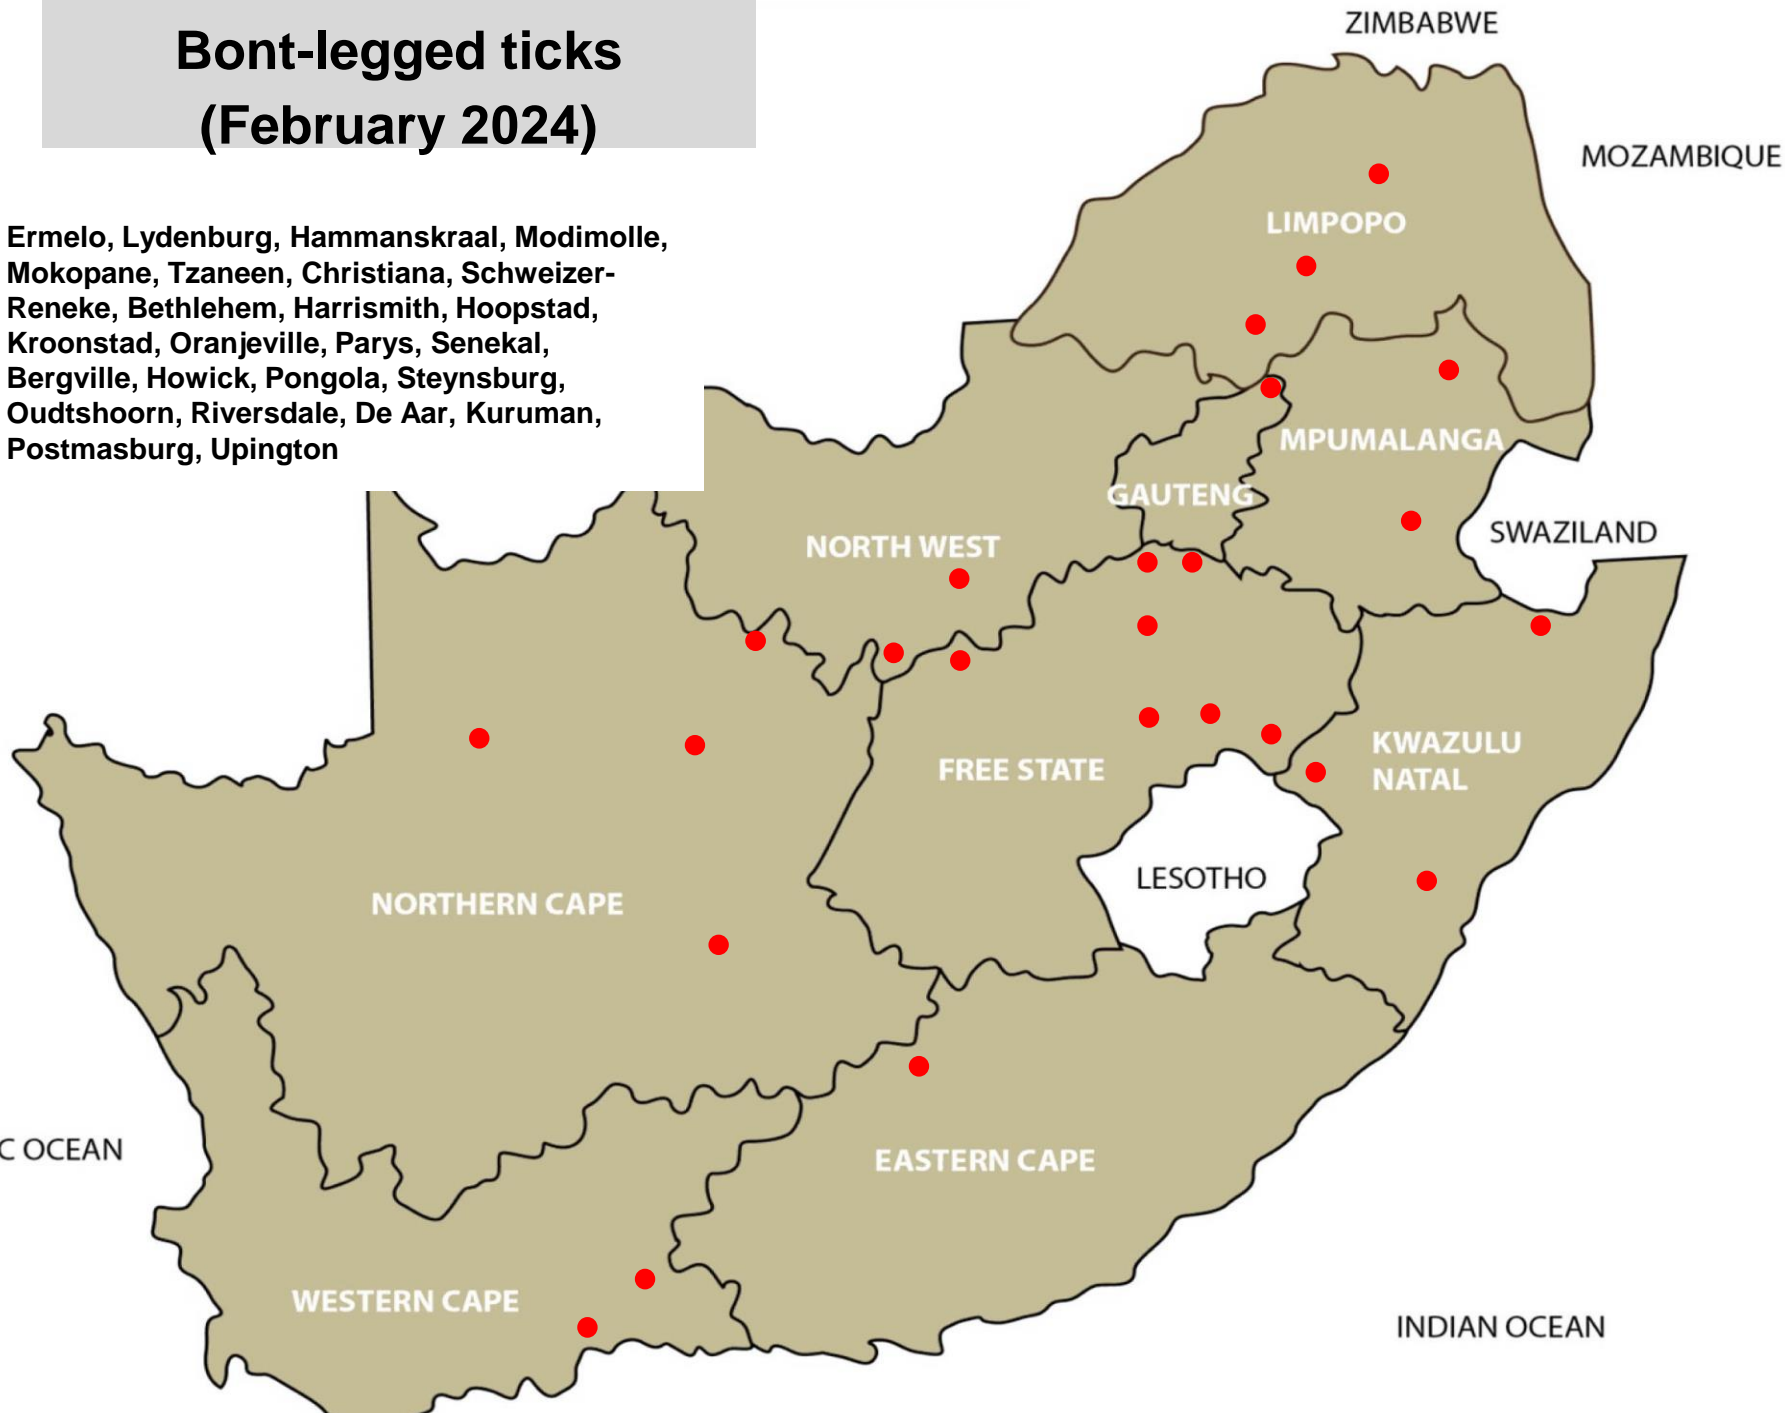 Bont-legged ticks
(February 2024)
Ermelo, Lydenburg, Hammanskraal, Modimolle,
Mokopane, Tzaneen, Christiana, Schweizer-
Reneke, Bethlehem, Harrismith, Hoopstad,
Kroonstad, Oranjeville, Parys, Senekal,
Bergville, Howick, Pongola, Steynsburg,
Oudtshoorn, Riversdale, De Aar, Kuruman,
Postmasburg, Upington
ZIMBABWE
MOZAMBIQUE
LIMPOPO
MPUMALANGA
GAUTENG
SWAZILAND
NORTH WEST
KWAZULU
NATAL
FREE STATE
LESOTHO
NORTHERN CAPE
C OCEAN
EASTERN CAPE
WESTERN CAPE
INDIAN OCEAN